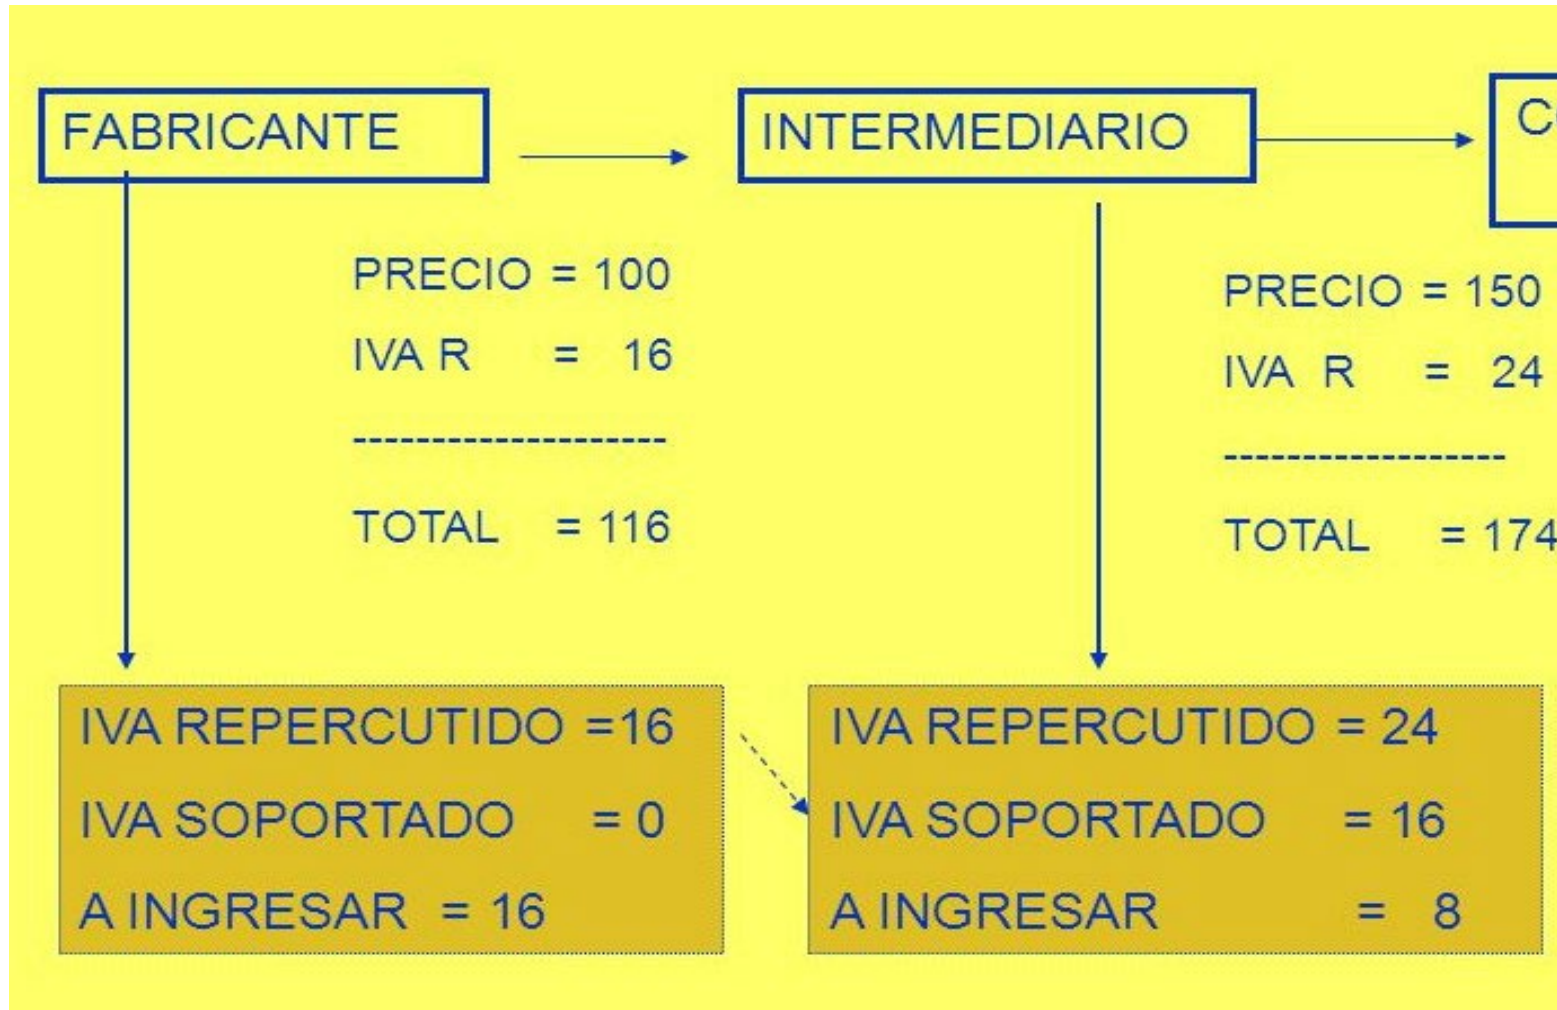 FABRICANTE
INTERMEDIARIO
C
PRECIO = 100
IVA R = 16
-------------------
TOTAL = 116
PRECIO = 150
IVA R = 24
-----------------
TOTAL = 174
IVA REPERCUTIDO =16
IVA SOPORTADO = 0
A INGRESAR = 16
IVA REPERCUTIDO = 24
IVA SOPORTADO = 16
A INGRESAR = 8